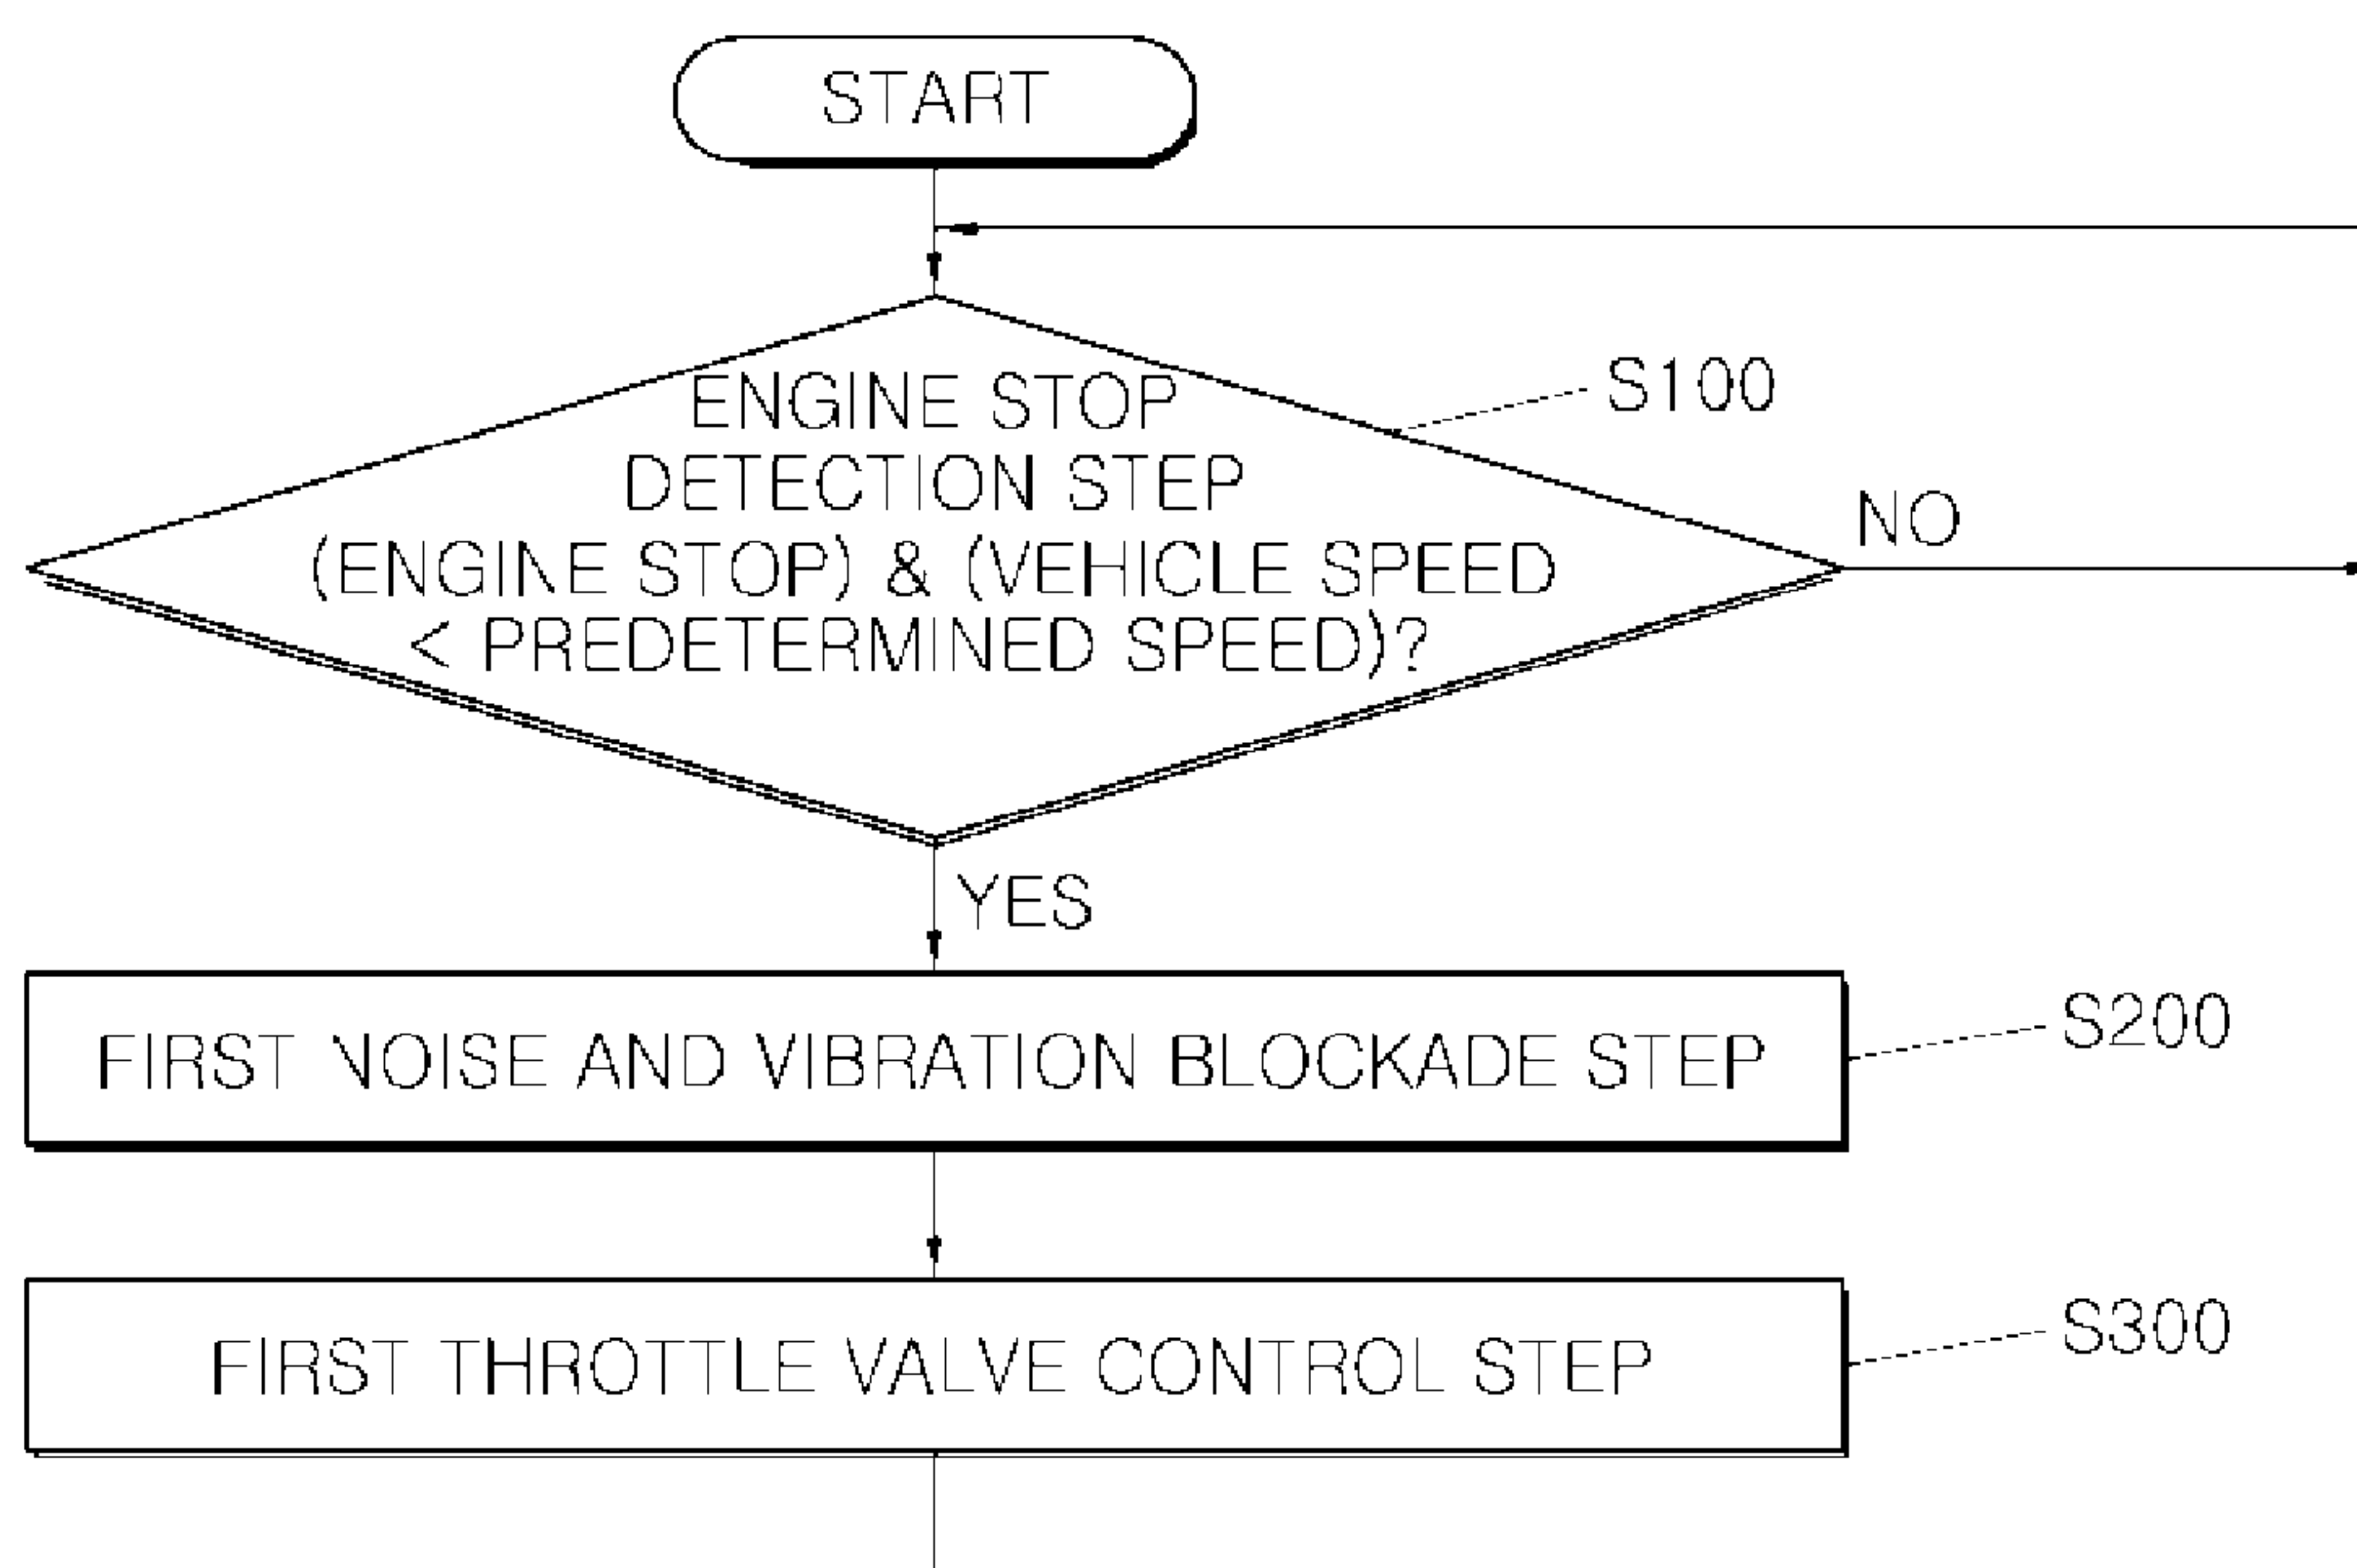 START
ENGINE STOP
DETECTION STEP
(ENGINE STOP) & (VEHICLE SPEED
< PREDETERMINED SPEED)?
S100
NO
YES
FIRST NOISE AND VIBRATION BLOCKADE STEP
S200
FIRST THROTTLE VALVE CONTROL STEP
S300